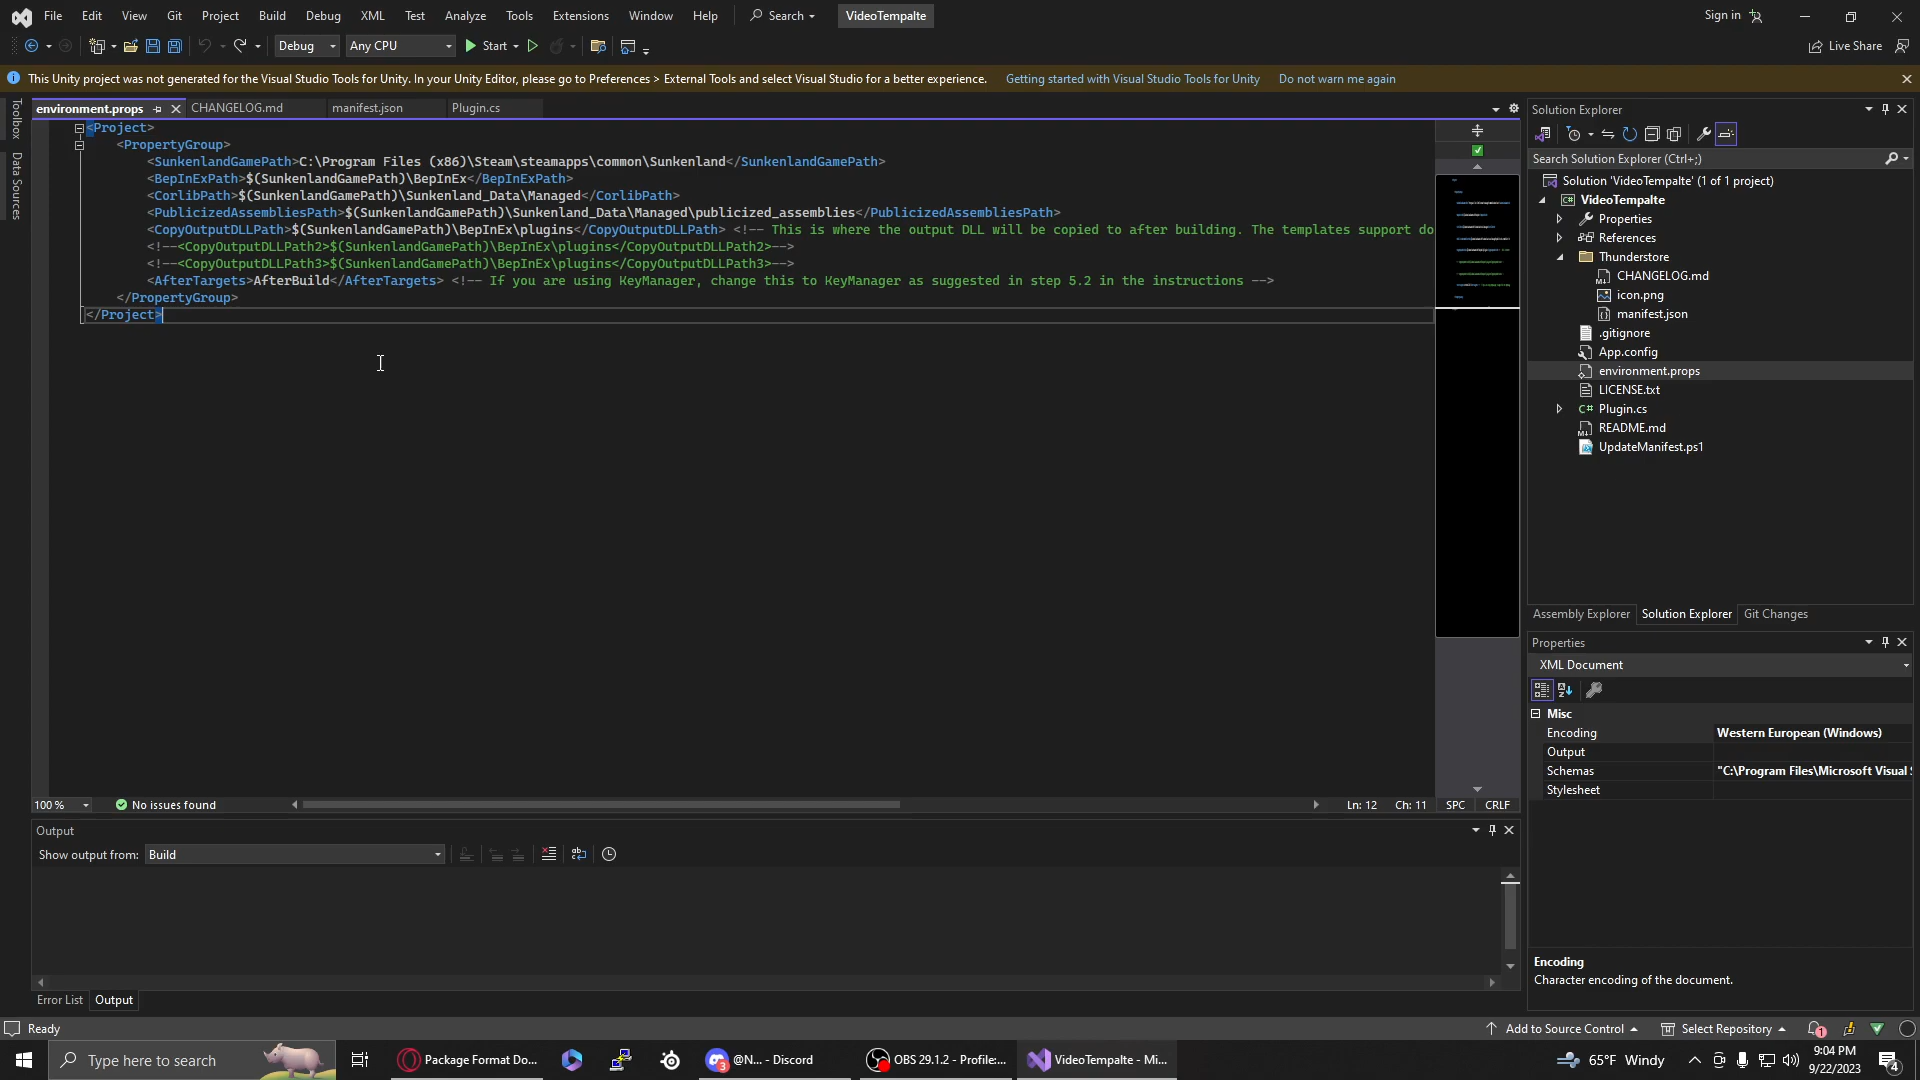 File Edit View Git Project Build Debug XML Test Analyze Tools Extensions Window Help Search VideoTempalte Sign in
Debug Any CPU Start Live Share
This Unity project was not generated for the Visual Studio Tools for Unity. In your Unity Editor, please go to Preferences > External Tools and select Visual Studio for a better experience. Getting started with Visual Studio Tools for Unity Do not warn me again
Toolbox
Data Sources
environment.props CHANGELOG.md manifest.json Plugin.cs
<Project>
<PropertyGroup>
<SunkenlandGamePath>C:\Program Files (x86)\Steam\steamapps\common\Sunkenland</SunkenlandGamePath>
<BepInExPath>$(SunkenlandGamePath)\BepInEx</BepInExPath>
<CorlibPath>$(SunkenlandGamePath)\Sunkenland_Data\Managed</CorlibPath>
<PublicizedAssembliesPath>$(SunkenlandGamePath)\Sunkenland_Data\Managed\publicized_assemblies</PublicizedAssembliesPath>
<CopyOutputDLLPath>$(SunkenlandGamePath)\BepInEx\plugins</CopyOutputDLLPath> <!-- This is where the output DLL will be copied to after building. The templates support do
<!--<CopyOutputDLLPath2>$(SunkenlandGamePath)\BepInEx\plugins</CopyOutputDLLPath2>-->
<!--<CopyOutputDLLPath3>$(SunkenlandGamePath)\BepInEx\plugins</CopyOutputDLLPath3>-->
<AfterTargets>AfterBuild</AfterTargets> <!-- If you are using KeyManager, change this to KeyManager as suggested in step 5.2 in the instructions -->
</PropertyGroup>
</Project>
100 % No issues found Ln: 12 Ch: 11 SPC CRLF
Output
Show output from: Build
Error List Output
Solution Explorer
Search Solution Explorer (Ctrl+;)
Solution 'VideoTempalte' (1 of 1 project)
VideoTempalte
Properties
References
Thunderstore
CHANGELOG.md
icon.png
manifest.json
.gitignore
App.config
environment.props
LICENSE.txt
Plugin.cs
README.md
UpdateManifest.ps1
Assembly Explorer Solution Explorer Git Changes
Properties
XML Document
Misc
Encoding Western European (Windows)
Output
Schemas "C:\Program Files\Microsoft Visual
Stylesheet
Encoding
Character encoding of the document.
Ready Add to Source Control Select Repository 1
Type here to search Package Format Do... 3 @N... - Discord OBS 29.1.2 - Profile:... VideoTempalte - Mi... 65°F Windy 9:04 PM
9/22/2023 4